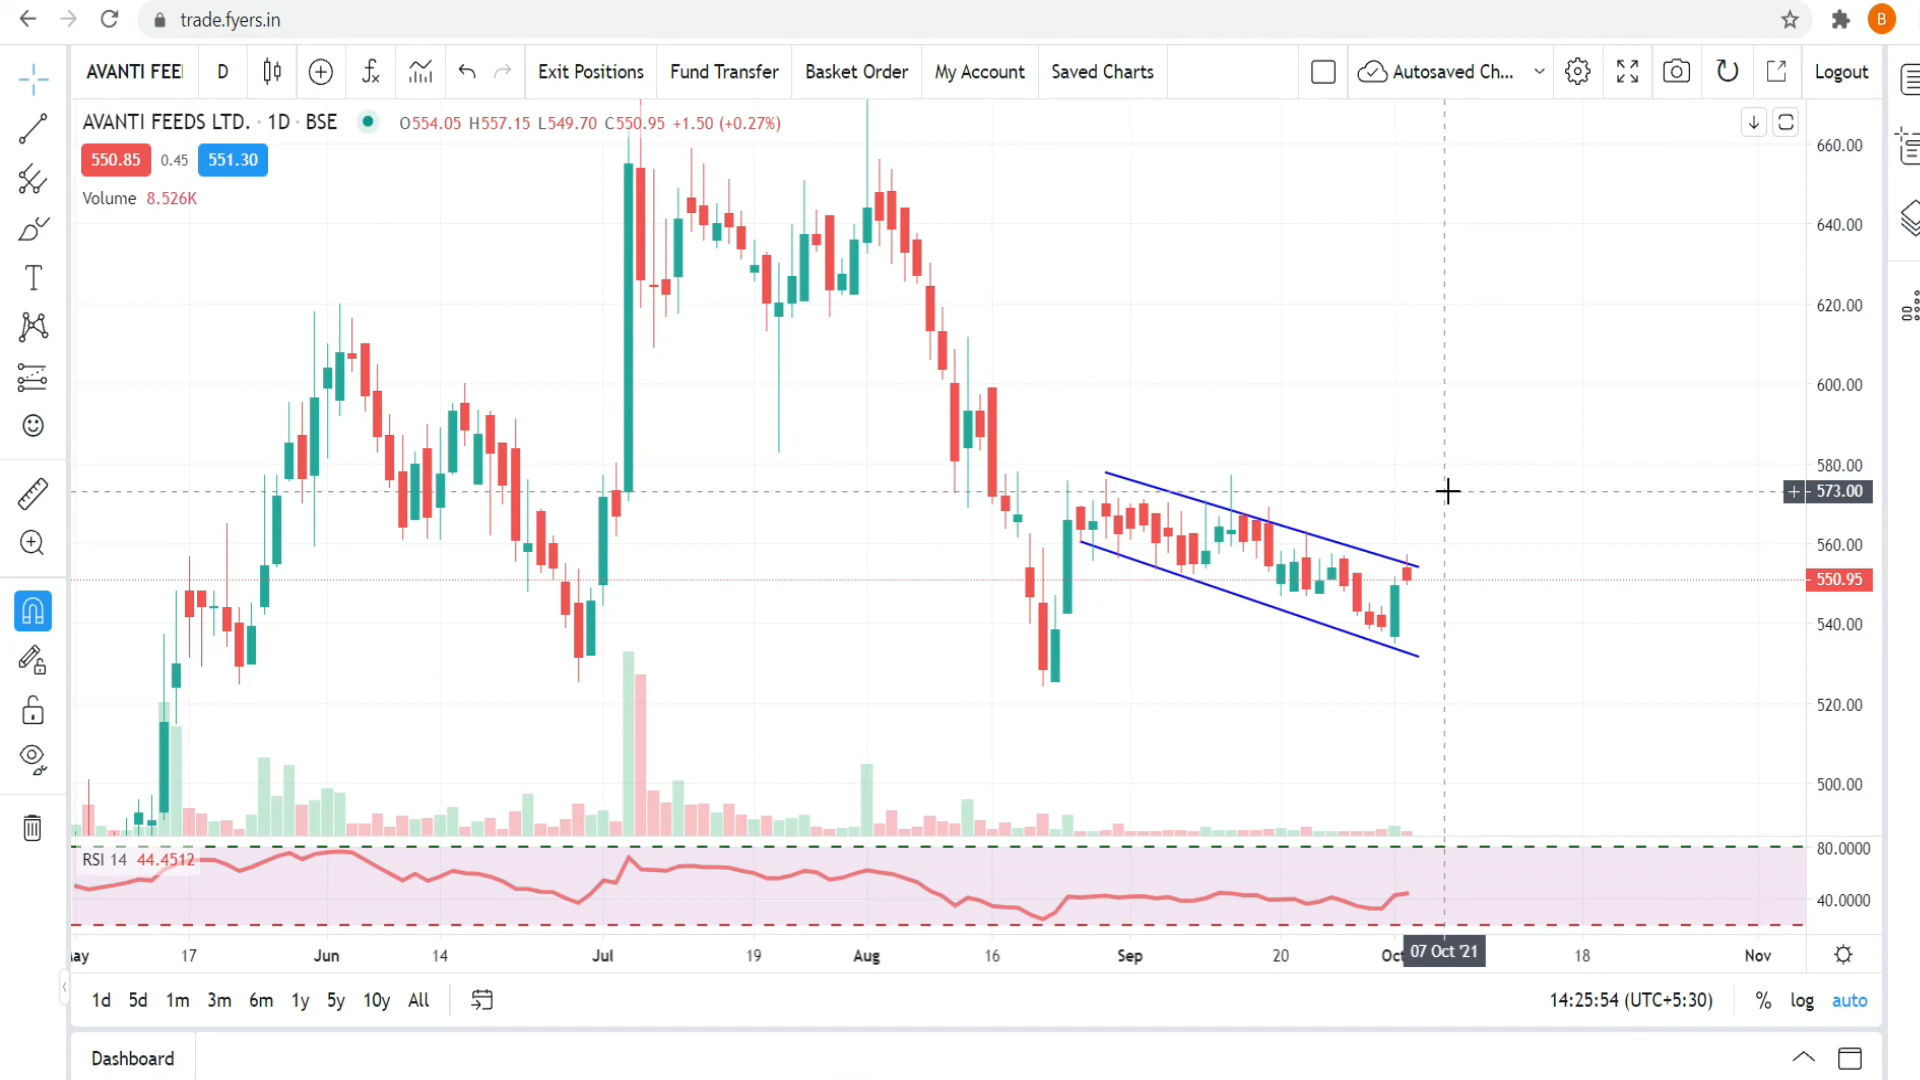 trade.fyers.in
B
AVANTI FEE
D
Exit Positions
Fund Transfer
Basket Order
My Account
Saved Charts
Autosaved Ch...
Logout
AVANTI FEEDS LTD. · 1D · BSE
O554.05 H557.15 L549.70 C550.95 +1.50 (+0.27%)
550.85 0.45 551.30
Volume 8.526K
660.00
640.00
620.00
600.00
580.00
573.00
560.00
550.95
540.00
520.00
500.00
RSI 14 44.4512
80.0000
40.0000
ay 17 Jun 14 Jul 19 Aug 16 Sep 20 Oct 07 Oct '21 18 Nov
1d 5d 1m 3m 6m 1y 5y 10y All
14:25:54 (UTC+5:30) % log auto
Dashboard